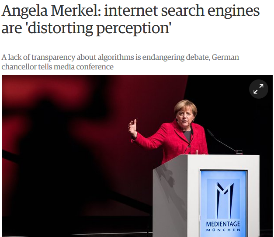 Angela Merkel: internet search engines
are 'distorting perception'
A lack of transparency about algorithms is endangering debate, German
chancellor tells media conference
MEDIENTAGE
MÜNCHEN